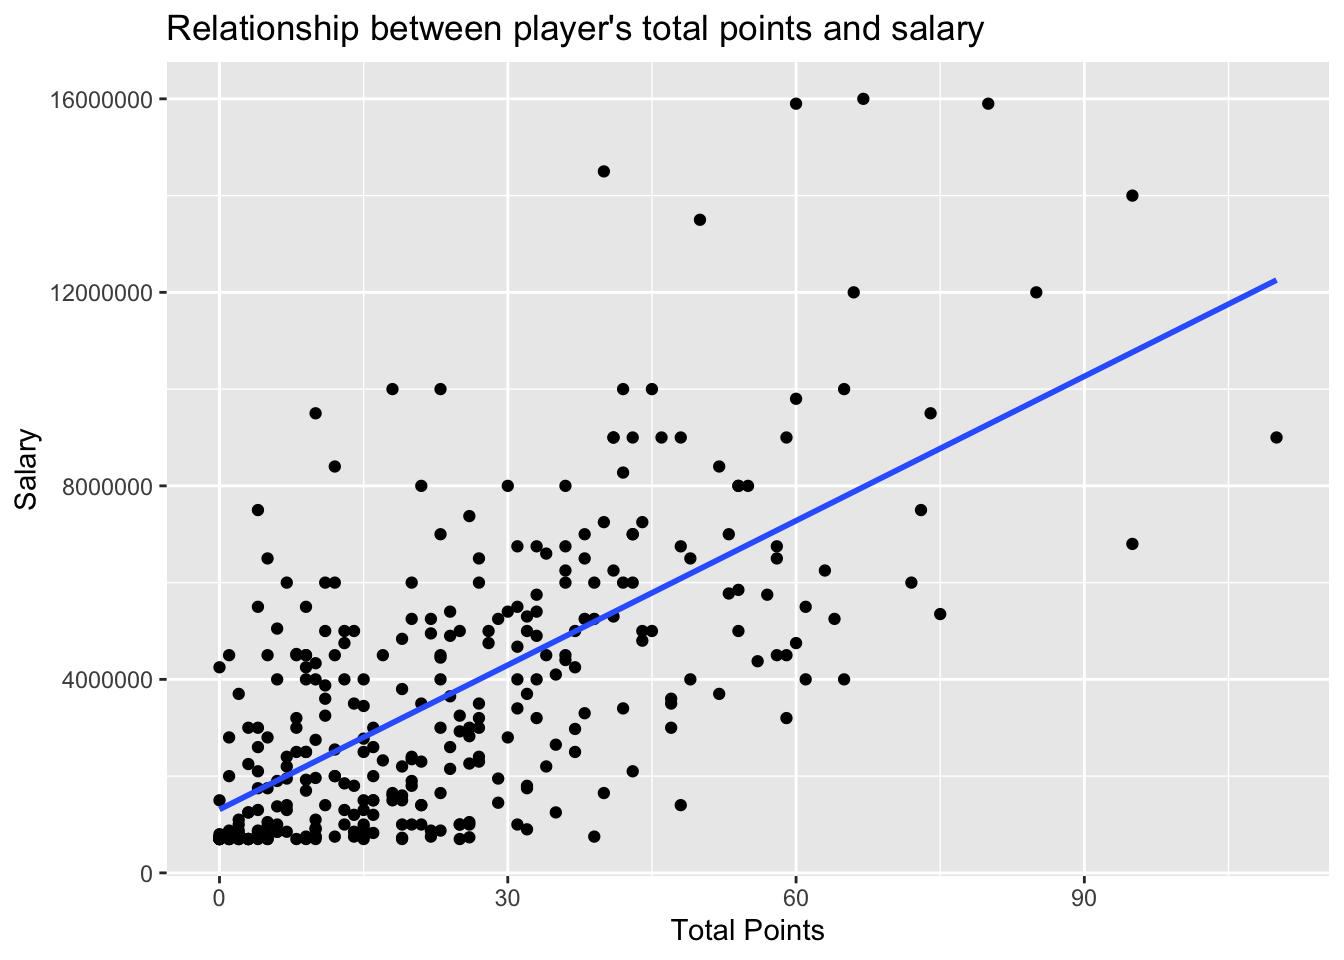 Relationship between player's total points and salary
16000000
12000000
8000000
4000000
0
Salary
0 30 60 90
Total Points